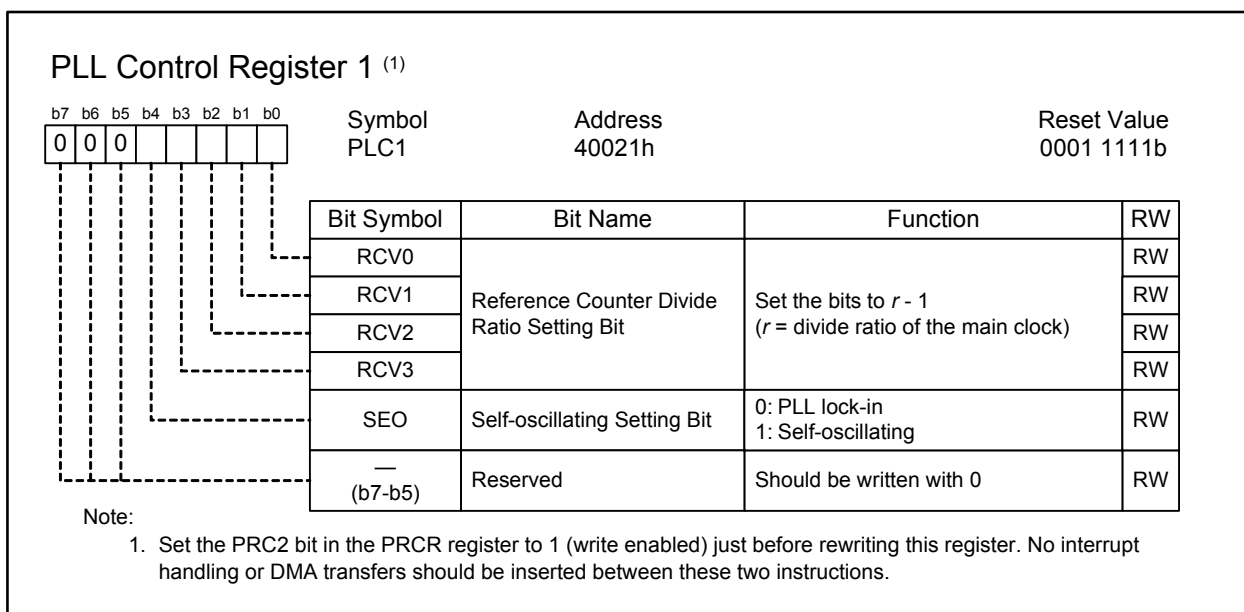 PLL Control Register 1 (1)
b7 b6 b5 b4 b3 b2 b1 b0
0 0 0
Symbol Address Reset Value
PLC1 40021h 0001 1111b
Bit Symbol Bit Name Function RW
RCV0 RW
RCV1 RW
Reference Counter Divide
Ratio Setting Bit
Set the bits to r - 1
(r = divide ratio of the main clock)
RCV2 RW
RCV3 RW
SEO Self-oscillating Setting Bit 0: PLL lock-in
1: Self-oscillating RW
—
(b7-b5) Reserved Should be written with 0 RW
Note:
1. Set the PRC2 bit in the PRCR register to 1 (write enabled) just before rewriting this register. No interrupt
handling or DMA transfers should be inserted between these two instructions.